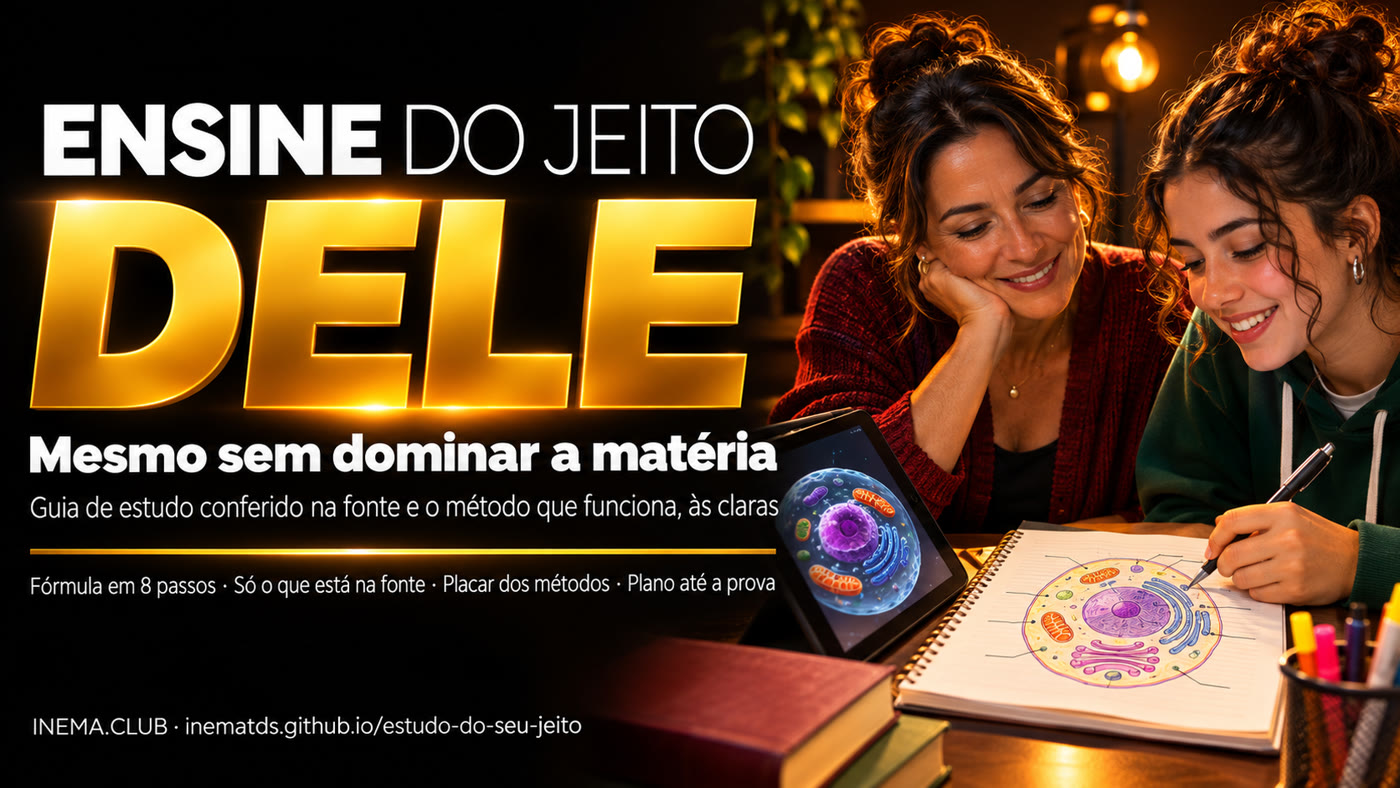 ENSINE DO JEITO
DELE
Mesmo sem dominar a matéria
Guia de estudo conferido na fonte e o método que funciona, às claras
Fórmula em 8 passos · Só o que está na fonte · Placar dos métodos · Plano até a prova
INEMA.CLUB · inematds.github.io/estudo-do-seu-jeito